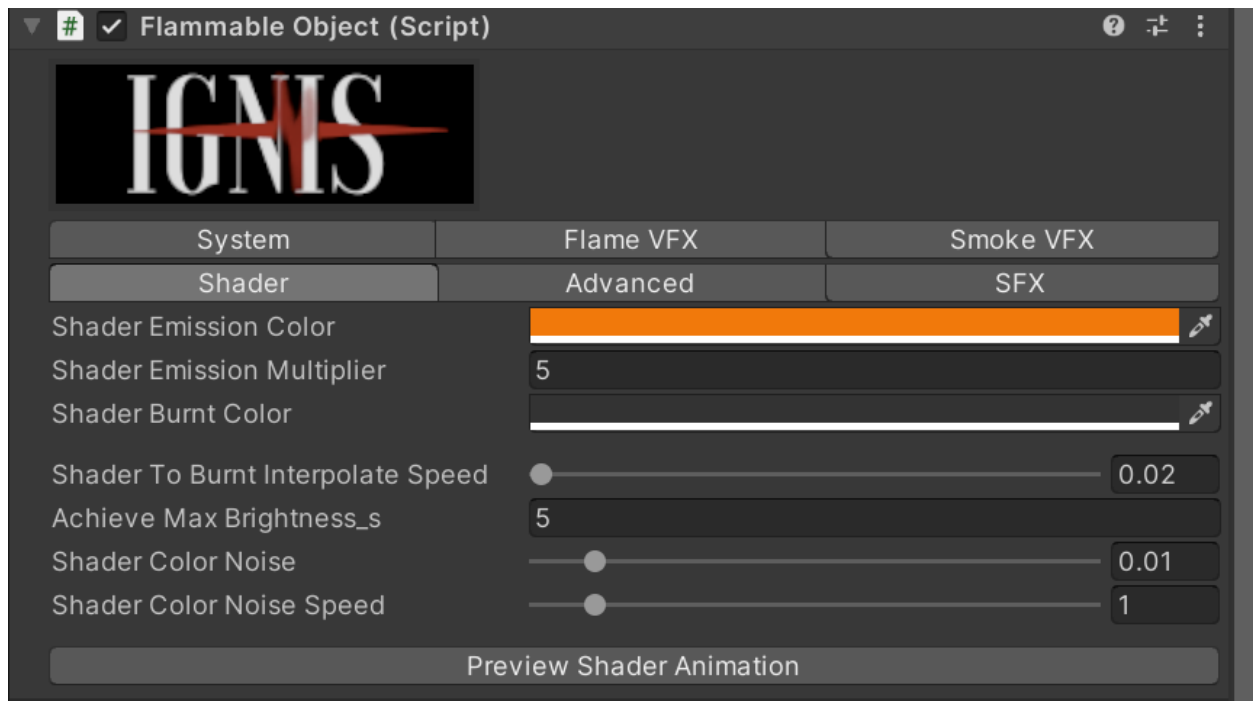 # Flammable Object (Script)
IGNIS
System Flame VFX Smoke VFX
Shader Advanced SFX
Shader Emission Color
Shader Emission Multiplier 5
Shader Burnt Color
Shader To Burnt Interpolate Speed 0.02
Achieve Max Brightness_s 5
Shader Color Noise 0.01
Shader Color Noise Speed 1
Preview Shader Animation